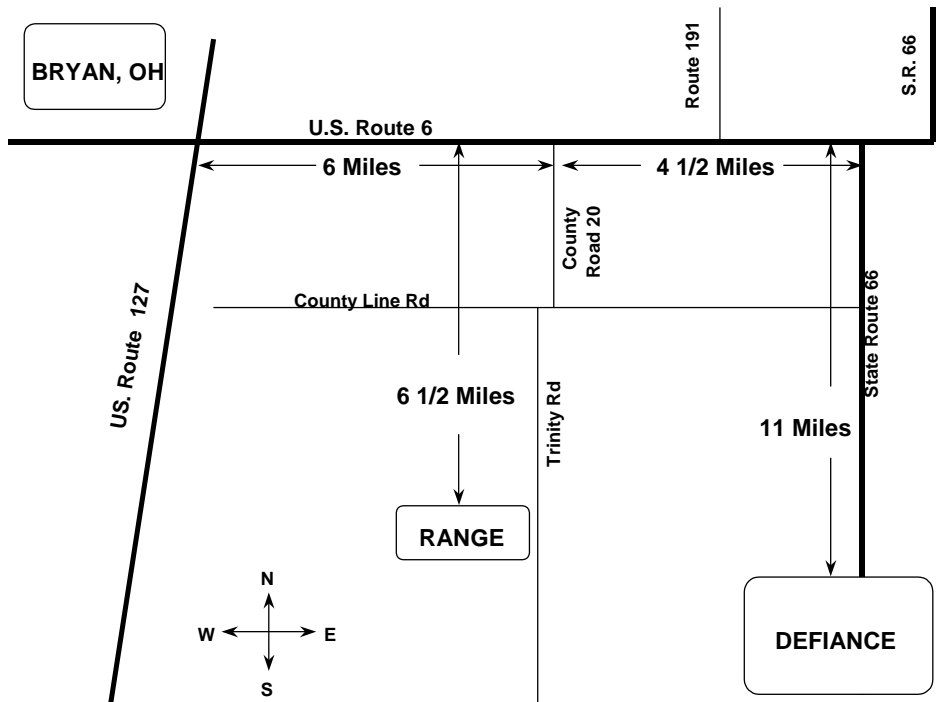 BRYAN, OH
Route 191
S.R. 66
U.S. Route 6
6 Miles
4 1/2 Miles
County
Road 20
County Line Rd
US. Route 127
State Route 66
6 1/2 Miles
Trinity Rd
11 Miles
RANGE
N
W
E
S
DEFIANCE